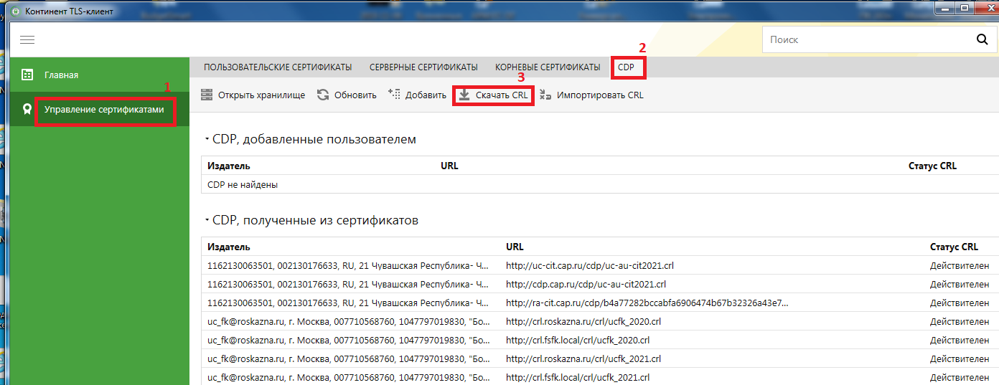 Континент TLS-клиент
Поиск
2
ПОЛЬЗОВАТЕЛЬСКИЕ СЕРТИФИКАТЫ СЕРВЕРНЫЕ СЕРТИФИКАТЫ КОРНЕВЫЕ СЕРТИФИКАТЫ CDP
Главная
1
3
Управление сертификатами
Открыть хранилище Обновить Добавить Скачать CRL Импортировать CRL
CDP, добавленные пользователем
Издатель URL Статус CRL
CDP не найдены
CDP, полученные из сертификатов
Издатель URL Статус CRL
1162130063501, 002130176633, RU, 21 Чувашская Республика- Ч... http://uc-cit.cap.ru/cdp/uc-au-cit2021.crl Действителен
1162130063501, 002130176633, RU, 21 Чувашская Республика- Ч... http://cdp.cap.ru/cdp/uc-au-cit2021.crl Действителен
1162130063501, 002130176633, RU, 21 Чувашская Республика- Ч... http://ra-cit.cap.ru/cdp/b4a77282bccabfa6906474b67b32326a43e7... Действителен
uc_fk@roskazna.ru, г. Москва, 007710568760, 1047797019830, "Бо... http://crl.roskazna.ru/crl/ucfk_2020.crl Действителен
uc_fk@roskazna.ru, г. Москва, 007710568760, 1047797019830, "Бо... http://crl.fsfk.local/crl/ucfk_2020.crl Действителен
uc_fk@roskazna.ru, г. Москва, 007710568760, 1047797019830, "Бо... http://crl.roskazna.ru/crl/ucfk_2021.crl Действителен
uc_fk@roskazna.ru, г. Москва, 007710568760, 1047797019830, "Бо... http://crl.fsfk.local/crl/ucfk_2021.crl Действителен